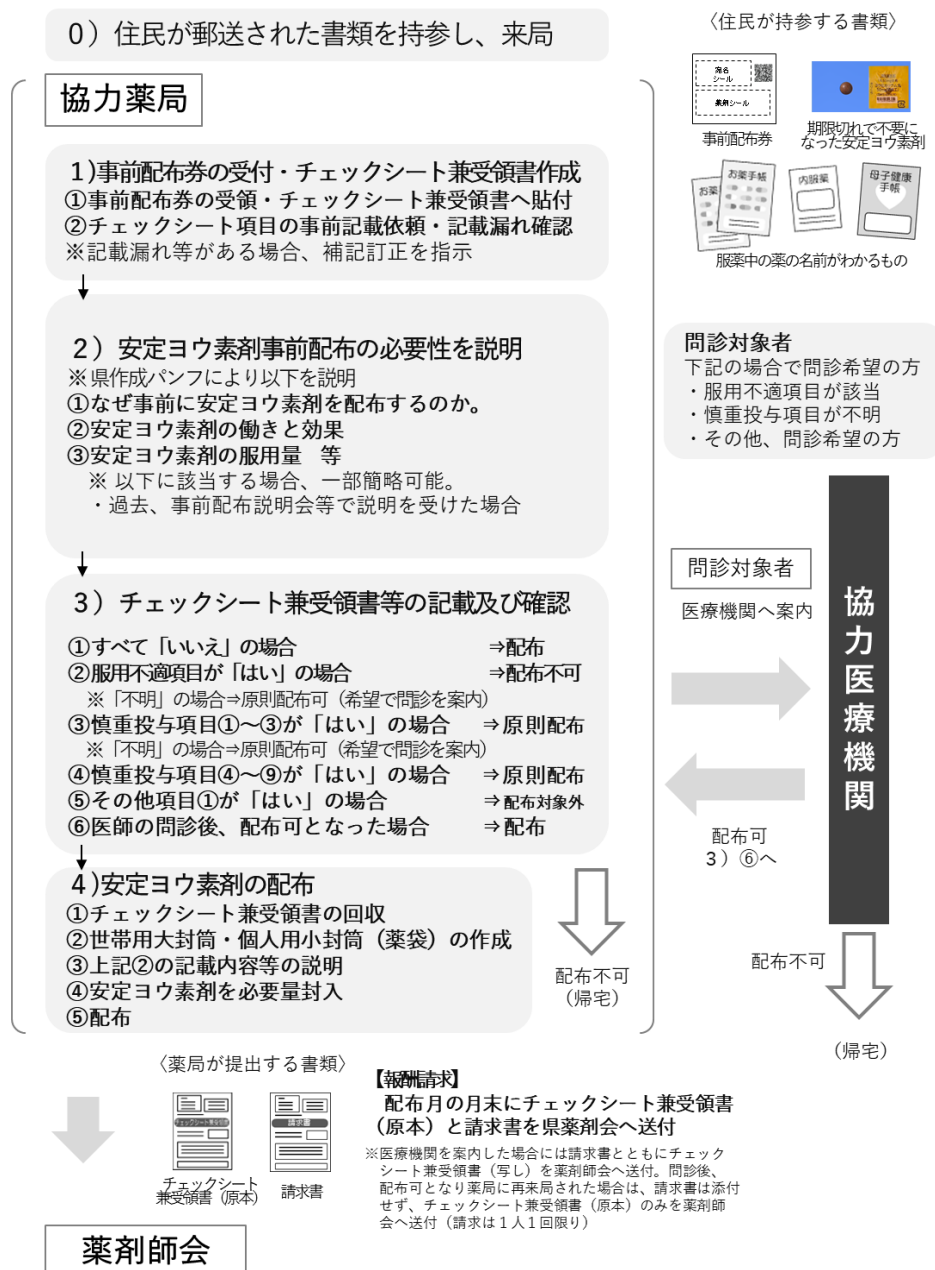 0）住民が郵送された書類を持参し、来局
〈住民が持参する書類〉
宛名
シール
薬剤シール
事前配布券
期限切れで不要に
なった安定ヨウ素剤
お薬
お薬手帳
内服薬
母子健康
手帳
服薬中の薬の名前がわかるもの
協力薬局
1)事前配布券の受付・チェックシート兼受領書作成
①事前配布券の受領・チェックシート兼受領書へ貼付
②チェックシート項目の事前記載依頼・記載漏れ確認
※記載漏れ等がある場合、補記訂正を指示
2）安定ヨウ素剤事前配布の必要性を説明
※県作成パンフにより以下を説明
①なぜ事前に安定ヨウ素剤を配布するのか。
②安定ヨウ素剤の働きと効果
③安定ヨウ素剤の服用量　等
※ 以下に該当する場合、一部簡略可能。
・過去、事前配布説明会等で説明を受けた場合
問診対象者
下記の場合で問診希望の方
・服用不適項目が該当
・慎重投与項目が不明
・その他、問診希望の方
3）チェックシート兼受領書等の記載及び確認
①すべて「いいえ」の場合　⇒配布
②服用不適項目が「はい」の場合　⇒配布不可
※「不明」の場合⇒原則配布可（希望で問診を案内）
③慎重投与項目①～③が「はい」の場合　⇒原則配布
※「不明」の場合⇒原則配布可（希望で問診を案内）
④慎重投与項目④～⑨が「はい」の場合　⇒原則配布
⑤その他項目①が「はい」の場合　⇒配布対象外
⑥医師の問診後、配布可となった場合　⇒配布
問診対象者
医療機関へ案内
協力医療機関
配布可
3）⑥へ
4)安定ヨウ素剤の配布
①チェックシート兼受領書の回収
②世帯用大封筒・個人用小封筒（薬袋）の作成
③上記②の記載内容等の説明
④安定ヨウ素剤を必要量封入
⑤配布
配布不可
（帰宅）
配布不可
（帰宅）
〈薬局が提出する書類〉
チェックシート兼受領書
請求書
チェックシート
兼受領書（原本）
請求書
【報酬請求】
配布月の月末にチェックシート兼受領書
（原本）と請求書を県薬剤会へ送付
※医療機関を案内した場合には請求書とともにチェック
シート兼受領書（写し）を薬剤師会へ送付。問診後、
配布可となり薬局に再来局された場合は、請求書は添付
せず、チェックシート兼受領書（原本）のみを薬剤師
会へ送付（請求は１人１回限り）
薬剤師会